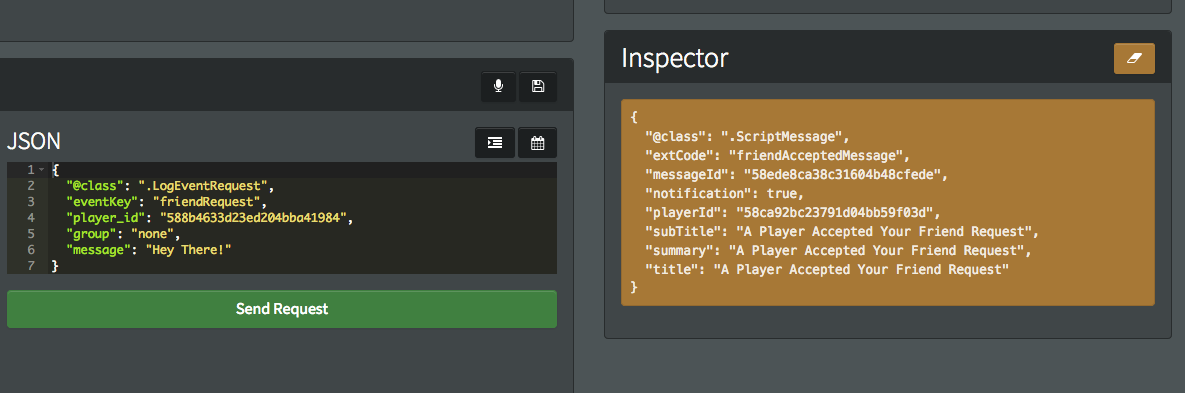 JSON
1 {
2 "@class": ".LogEventRequest",
3 "eventKey": "friendRequest",
4 "player_id": "588b4633d23ed204bba41984",
5 "group": "none",
6 "message": "Hey There!"
7 }
Send Request
Inspector
{
"@class": ".ScriptMessage",
"extCode": "friendAcceptedMessage",
"messageId": "58ede8ca38c31604b48cfede",
"notification": true,
"playerId": "58ca92bc23791d04bb59f03d",
"subTitle": "A Player Accepted Your Friend Request",
"summary": "A Player Accepted Your Friend Request",
"title": "A Player Accepted Your Friend Request"
}